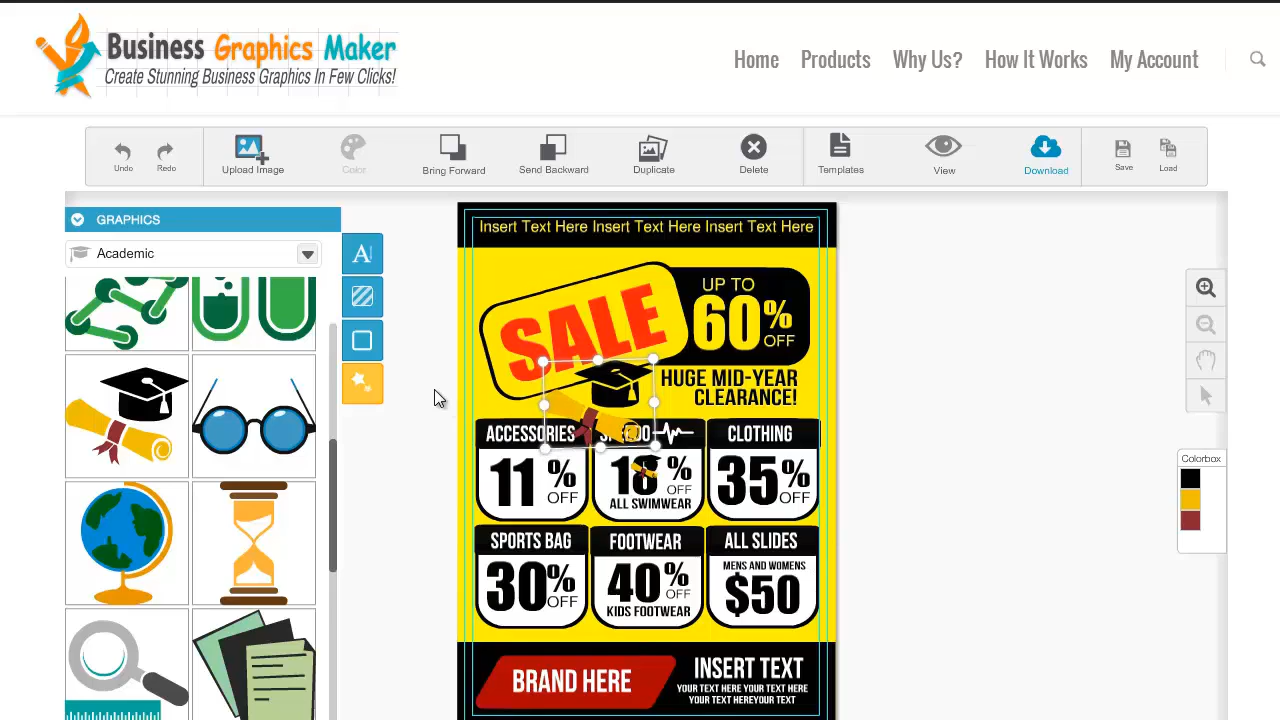 Business Graphics Maker
Create Stunning Business Graphics In Few Clicks!
Home Products Why Us? How It Works My Account
Undo Redo Upload Image Color Bring Forward Send Backward Duplicate Delete Templates View Download Save Load
GRAPHICS
Academic
A
Insert Text Here Insert Text Here Insert Text Here
SALE
UP TO
60% OFF
HUGE MID-YEAR
CLEARANCE!
ACCESSORIES
11% OFF
18% OFF
ALL SWIMWEAR
CLOTHING
35% OFF
SPORTS BAG
30% OFF
FOOTWEAR
40% OFF
KIDS FOOTWEAR
ALL SLIDES
MENS AND WOMENS
$50
BRAND HERE
INSERT TEXT
YOUR TEXT HERE YOUR TEXT HERE
YOUR TEXT HEREYOUR TEXT
Colorbox